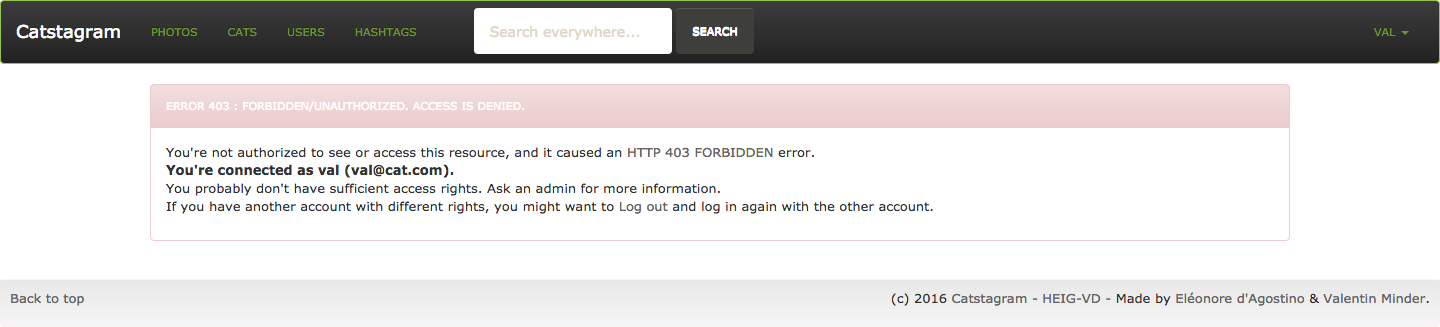 Catstagram PHOTOS CATS USERS HASHTAGS Search everywhere... SEARCH VAL
ERROR 403 : FORBIDDEN/UNAUTHORIZED. ACCESS IS DENIED.
You're not authorized to see or access this resource, and it caused an HTTP 403 FORBIDDEN error.
You're connected as val (val@cat.com).
You probably don't have sufficient access rights. Ask an admin for more information.
If you have another account with different rights, you might want to Log out and log in again with the other account.
Back to top (c) 2016 Catstagram - HEIG-VD - Made by Eléonore d'Agostino & Valentin Minder.